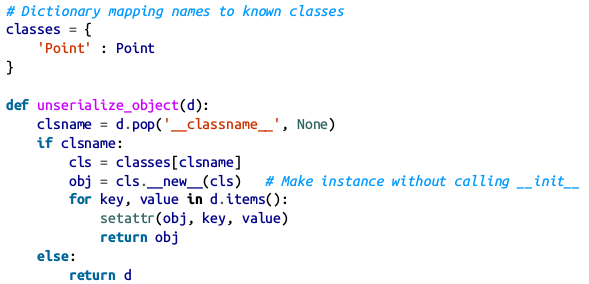 # Dictionary mapping names to known classes
classes = {
    'Point' : Point
}

def unserialize_object(d):
    clsname = d.pop('__classname__', None)
    if clsname:
        cls = classes[clsname]
        obj = cls.__new__(cls)   # Make instance without calling __init__
        for key, value in d.items():
            setattr(obj, key, value)
            return obj
    else:
        return d